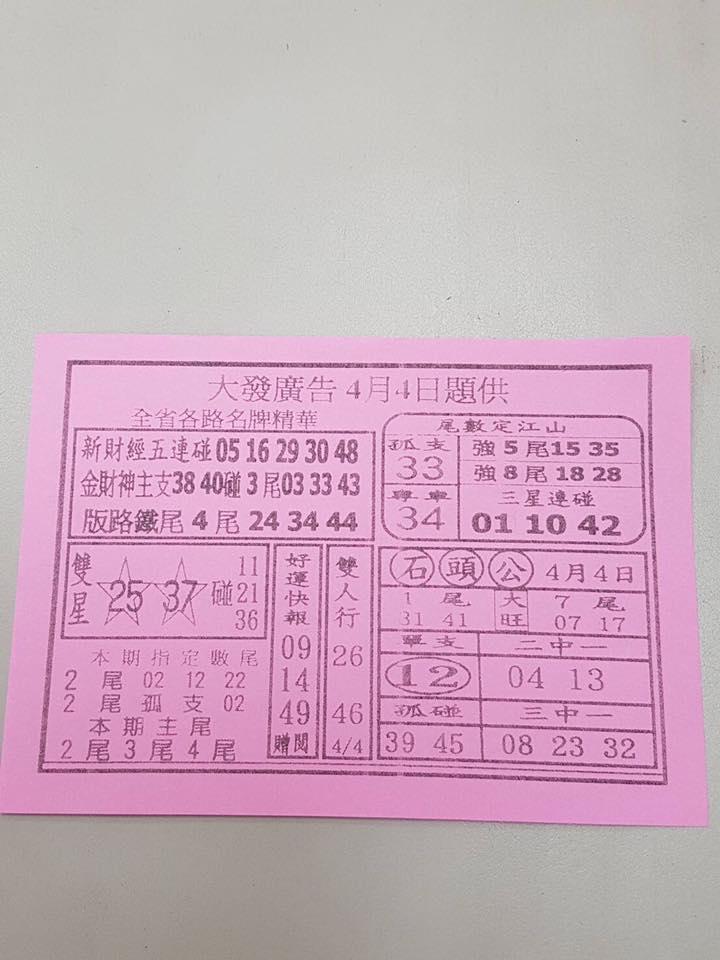 大發廣告4月4日題供
全省各路名牌精華
新財經五連碰 05 16 29 30 48
金財神主支38 40碰 3 尾03 33 43
版路鐵尾 4 尾 24 34 44
尾數定江山
孤支
33
專車
34
強 5 尾 15 35
強 8 尾 18 28
三星連碰
01 10 42
雙星
25 37
碰
11
21
36
本期指定數尾
2 尾 02 12 22
2 尾 孤 支 02
本期主尾
2 尾 3 尾 4 尾
好運快報
09
14
49
贈閱
雙人行
26
46
4/4
石頭公 4月4日
1 尾
31 41
大旺
7 尾
07 17
單支
12
二中一
04 13
孤碰
39 45
三中一
08 23 32